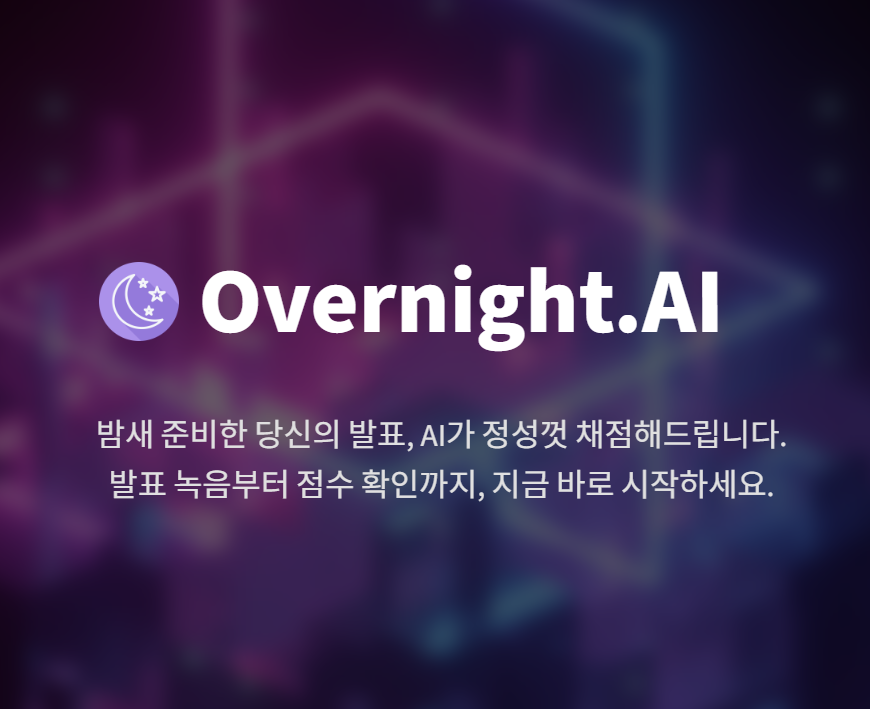 Overnight.AI
밤새 준비한 당신의 발표, AI가 정성껏 채점해드립니다.
발표 녹음부터 점수 확인까지, 지금 바로 시작하세요.